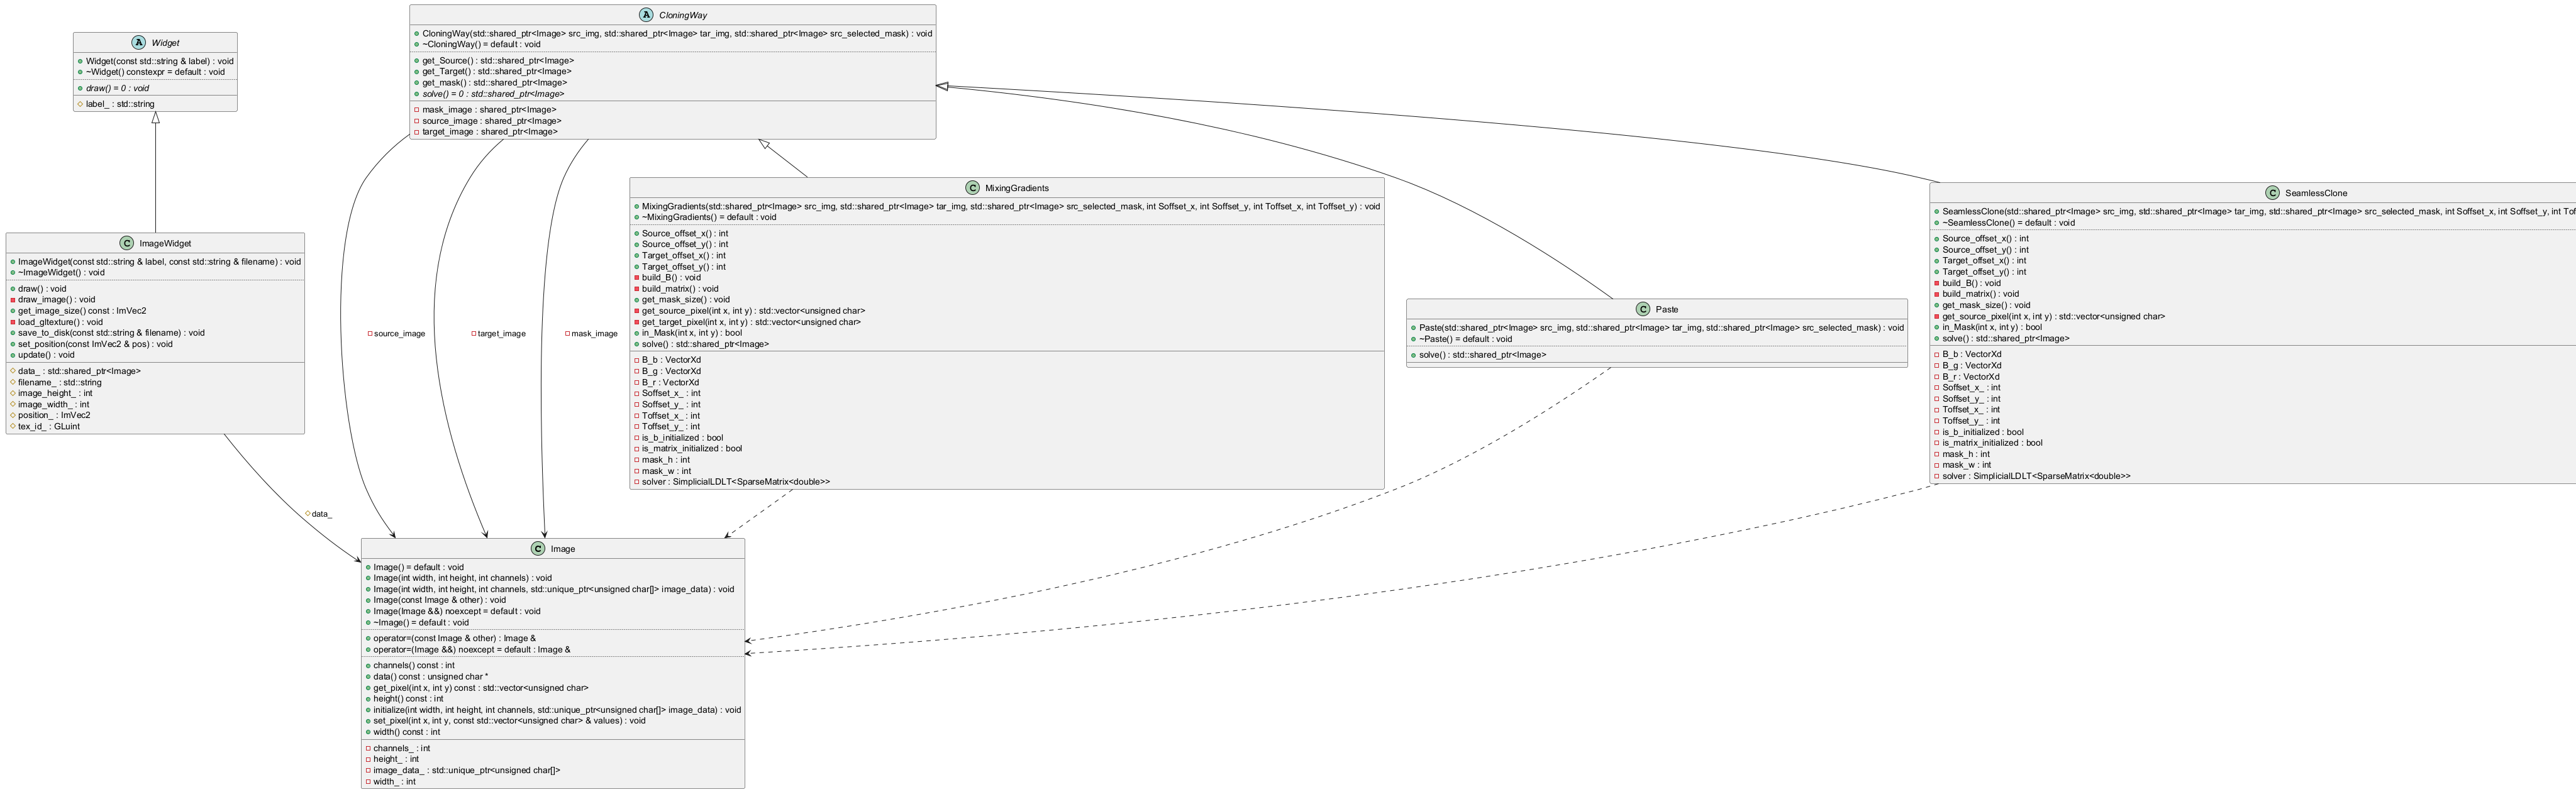 Widget
Widget(const std::string & label) : void
~Widget() constexpr = default : void
draw() = 0 : void
label_ : std::string
CloningWay
CloningWay(std::shared_ptr<Image> src_img, std::shared_ptr<Image> tar_img, std::shared_ptr<Image> src_selected_mask) : void
~CloningWay() = default : void
get_Source() : std::shared_ptr<Image>
get_Target() : std::shared_ptr<Image>
get_mask() : std::shared_ptr<Image>
solve() = 0 : std::shared_ptr<Image>
mask_image : shared_ptr<Image>
source_image : shared_ptr<Image>
target_image : shared_ptr<Image>
ImageWidget
ImageWidget(const std::string & label, const std::string & filename) : void
~ImageWidget() : void
draw() : void
draw_image() : void
get_image_size() const : ImVec2
load_gltexture() : void
save_to_disk(const std::string & filename) : void
set_position(const ImVec2 & pos) : void
update() : void
data_ : std::shared_ptr<Image>
filename_ : std::string
image_height_ : int
image_width_ : int
position_ : ImVec2
tex_id_ : GLuint
source_image
target_image
mask_image
data_
MixingGradients
MixingGradients(std::shared_ptr<Image> src_img, std::shared_ptr<Image> tar_img, std::shared_ptr<Image> src_selected_mask, int Soffset_x, int Soffset_y, int Toffset_x, int Toffset_y) : void
~MixingGradients() = default : void
Source_offset_x() : int
Source_offset_y() : int
Target_offset_x() : int
Target_offset_y() : int
build_B() : void
build_matrix() : void
get_mask_size() : void
get_source_pixel(int x, int y) : std::vector<unsigned char>
get_target_pixel(int x, int y) : std::vector<unsigned char>
in_Mask(int x, int y) : bool
solve() : std::shared_ptr<Image>
B_b : VectorXd
B_g : VectorXd
B_r : VectorXd
Soffset_x_ : int
Soffset_y_ : int
Toffset_x_ : int
Toffset_y_ : int
is_b_initialized : bool
is_matrix_initialized : bool
mask_h : int
mask_w : int
solver : SimplicialLDLT<SparseMatrix<double>>
Paste
Paste(std::shared_ptr<Image> src_img, std::shared_ptr<Image> tar_img, std::shared_ptr<Image> src_selected_mask) : void
~Paste() = default : void
solve() : std::shared_ptr<Image>
SeamlessClone
SeamlessClone(std::shared_ptr<Image> src_img, std::shared_ptr<Image> tar_img, std::shared_ptr<Image> src_selected_mask, int Soffset_x, int Soffset_y, int
~SeamlessClone() = default : void
Source_offset_x() : int
Source_offset_y() : int
Target_offset_x() : int
Target_offset_y() : int
build_B() : void
build_matrix() : void
get_mask_size() : void
get_source_pixel(int x, int y) : std::vector<unsigned char>
in_Mask(int x, int y) : bool
solve() : std::shared_ptr<Image>
B_b : VectorXd
B_g : VectorXd
B_r : VectorXd
Soffset_x_ : int
Soffset_y_ : int
Toffset_x_ : int
Toffset_y_ : int
is_b_initialized : bool
is_matrix_initialized : bool
mask_h : int
mask_w : int
solver : SimplicialLDLT<SparseMatrix<double>>
Image
Image() = default : void
Image(int width, int height, int channels) : void
Image(int width, int height, int channels, std::unique_ptr<unsigned char[]> image_data) : void
Image(const Image & other) : void
Image(Image &&) noexcept = default : void
~Image() = default : void
operator=(const Image & other) : Image &
operator=(Image &&) noexcept = default : Image &
channels() const : int
data() const : unsigned char *
get_pixel(int x, int y) const : std::vector<unsigned char>
height() const : int
initialize(int width, int height, int channels, std::unique_ptr<unsigned char[]> image_data) : void
set_pixel(int x, int y, const std::vector<unsigned char> & values) : void
width() const : int
channels_ : int
height_ : int
image_data_ : std::unique_ptr<unsigned char[]>
width_ : int